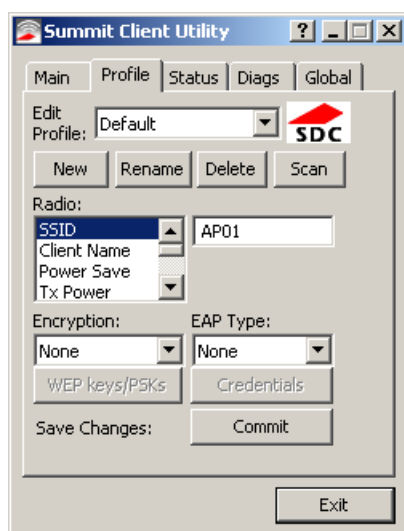 Summit Client Utility
Main Profile Status Diags Global
Edit
Profile: Default
SDC
New Rename Delete Scan
Radio:
SSID AP01
Client Name
Power Save
Tx Power
Encryption: EAP Type:
None None
WEP keys/PSKs Credentials
Save Changes: Commit
Exit